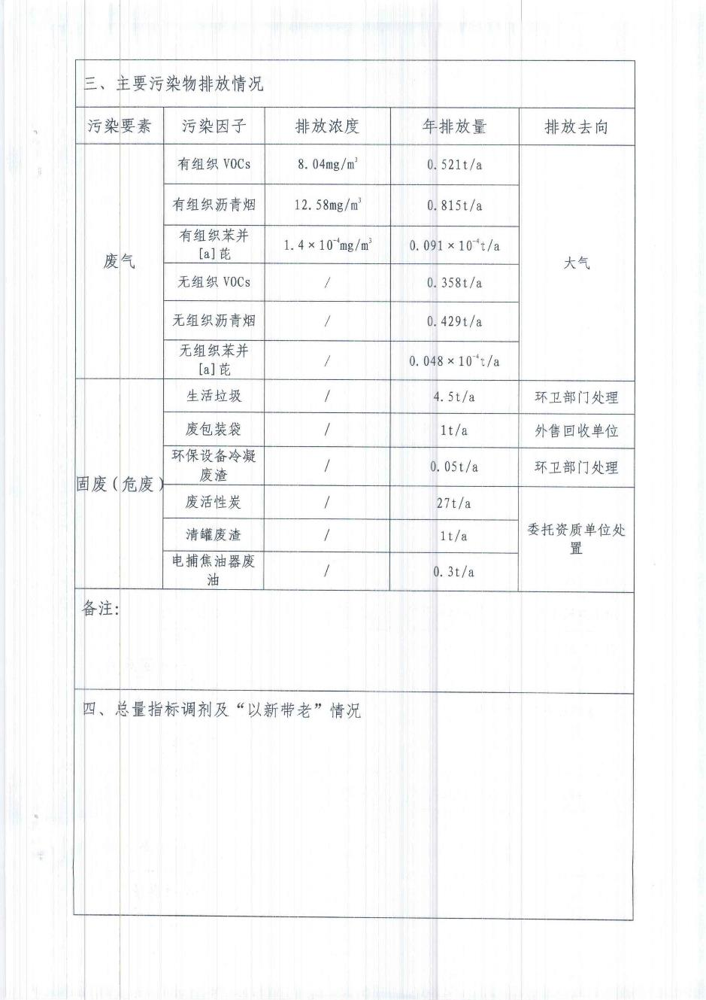 三、主要污染物排放情况
污染要素 污染因子 排放浓度 年排放量 排放去向
废气
有组织 VOCs 8.04mg/m³ 0.521t/a
有组织沥青烟 12.58mg/m³ 0.815t/a
有组织苯并
[a]芘
1.4×10⁻⁴mg/m³ 0.091×10⁻⁴t/a
大气
无组织 VOCs / 0.358t/a
无组织沥青烟 / 0.429t/a
无组织苯并
[a]芘
/ 0.048×10⁻⁴t/a
固废(危废)
生活垃圾 / 4.5t/a 环卫部门处理
废包装袋 / 1t/a 外售回收单位
环保设备冷凝
废渣
/ 0.05t/a 环卫部门处理
废活性炭 / 27t/a
清罐废渣 / 1t/a
委托资质单位处
置
电捕焦油器废
油
/ 0.3t/a
备注:
四、总量指标调剂及“以新带老”情况